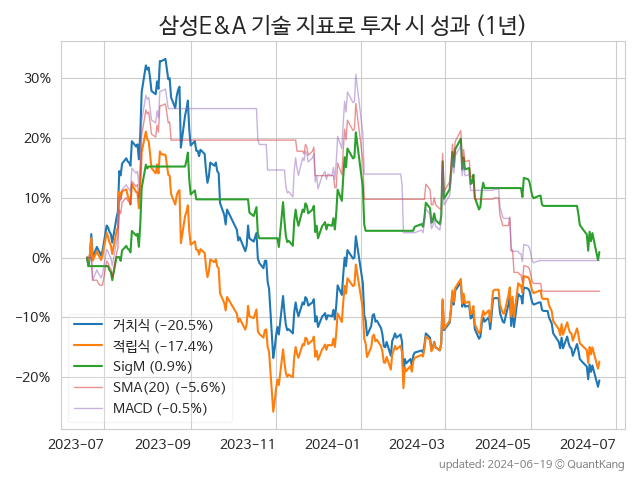 삼성E&A 기술 지표로 투자 시 성과 (1년)
30%
20%
10%
0%
−10%
−20%
거치식 (−20.5%)
적립식 (−17.4%)
SigM (0.9%)
SMA(20) (−5.6%)
MACD (−0.5%)
2023-07 2023-09 2023-11 2024-01 2024-03 2024-05 2024-07
updated: 2024-06-19 © QuantKang